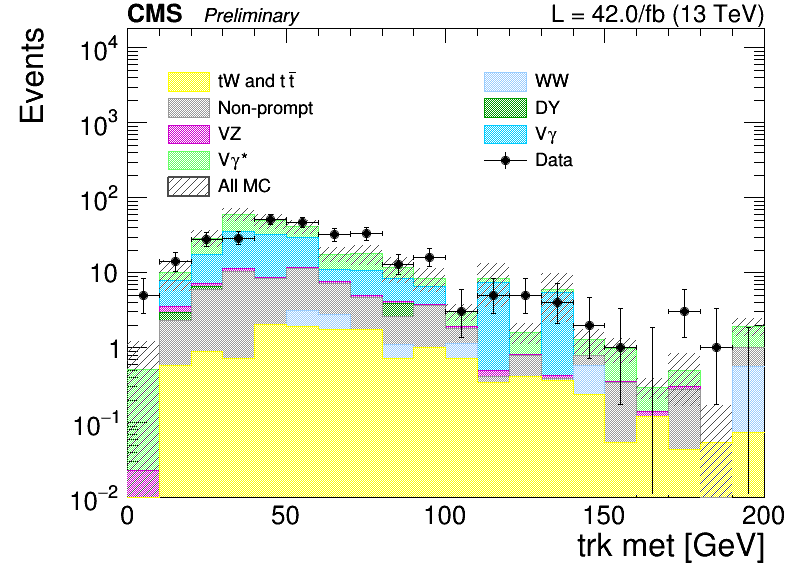 CMS Preliminary L = 42.0/fb (13 TeV)
Events
10⁴
10³
10²
10
1
10⁻¹
10⁻²
tW and t t̅
Non-prompt
VZ
Vγ*
All MC
WW
DY
Vγ
Data
0 50 100 150 200
trk met [GeV]